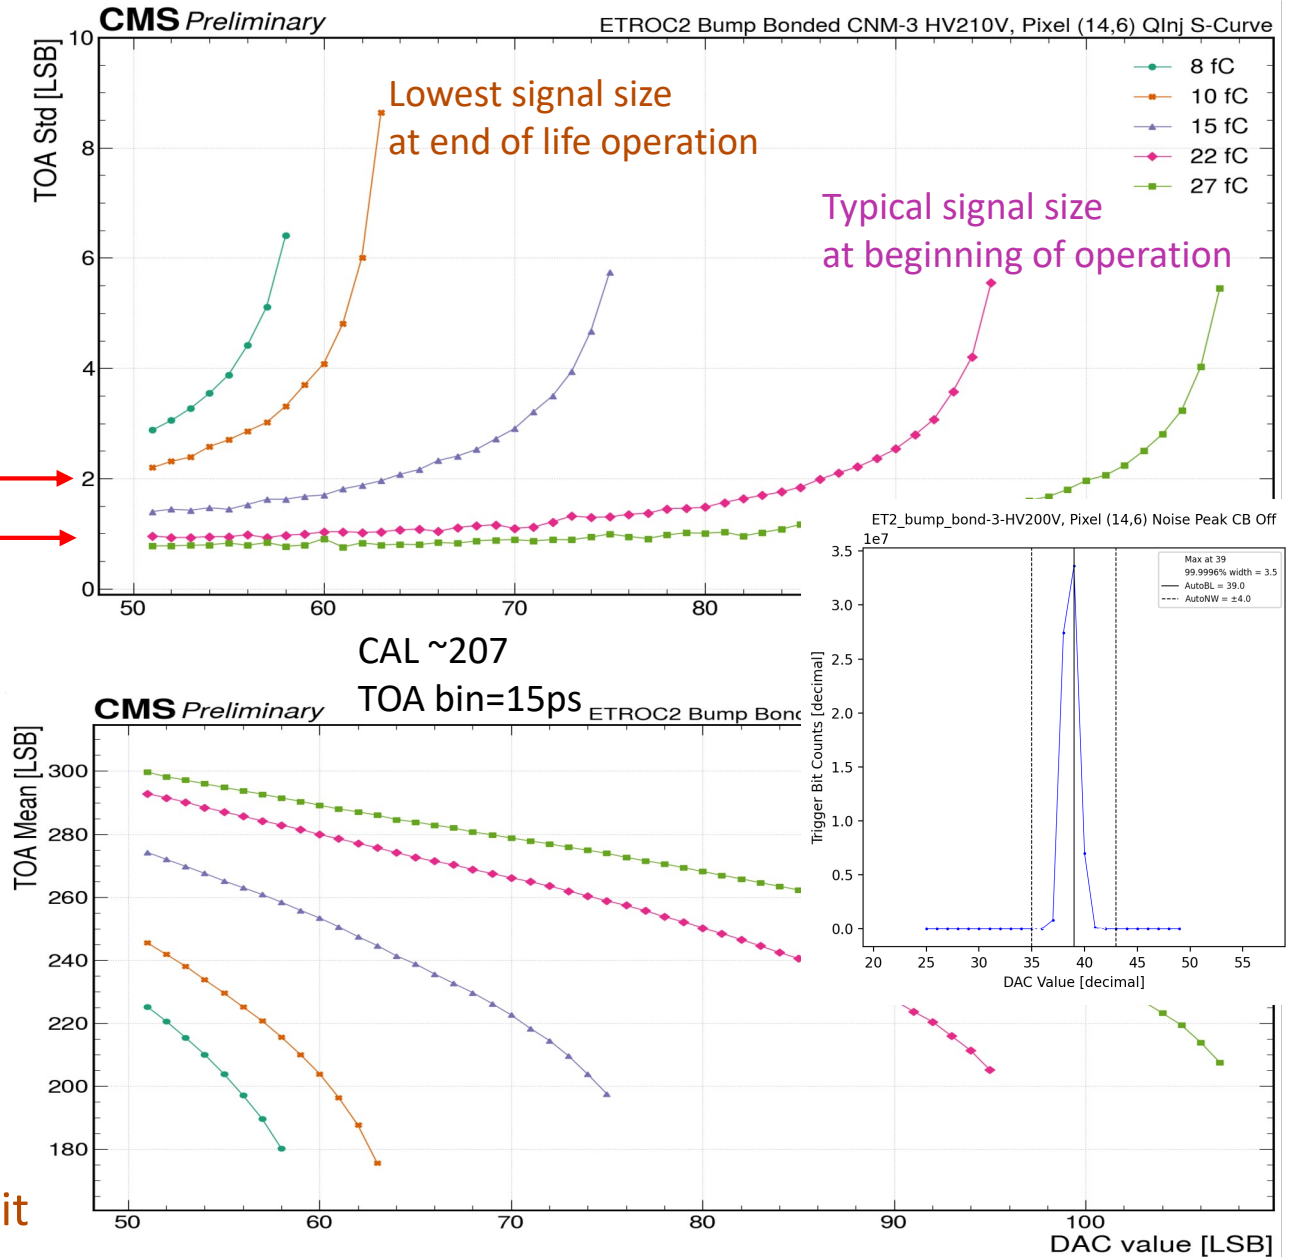 CMS Preliminary
ETROC2 Bump Bonded CNM-3 HV210V, Pixel (14,6) QInj S-Curve
TOA Std [LSB]
10
8
6
4
2
0
50
60
70
80
8 fC
10 fC
15 fC
22 fC
27 fC
Lowest signal size
at end of life operation
Typical signal size
at beginning of operation
CAL ~207
TOA bin=15ps
CMS Preliminary
ETROC2 Bump Bonc
TOA Mean [LSB]
300
280
260
240
220
200
180
50
60
70
80
90
100
DAC value [LSB]
ET2_bump_bond-3-HV200V, Pixel (14,6) Noise Peak CB Off
1e7
Max at 39
99.9996% width = 3.5
AutoBL = 39.0
AutoNW = ±4.0
Trigger Bit Counts [decimal]
3.5
3.0
2.5
2.0
1.5
1.0
0.5
0.0
20
25
30
35
40
45
50
55
DAC Value [decimal]
it